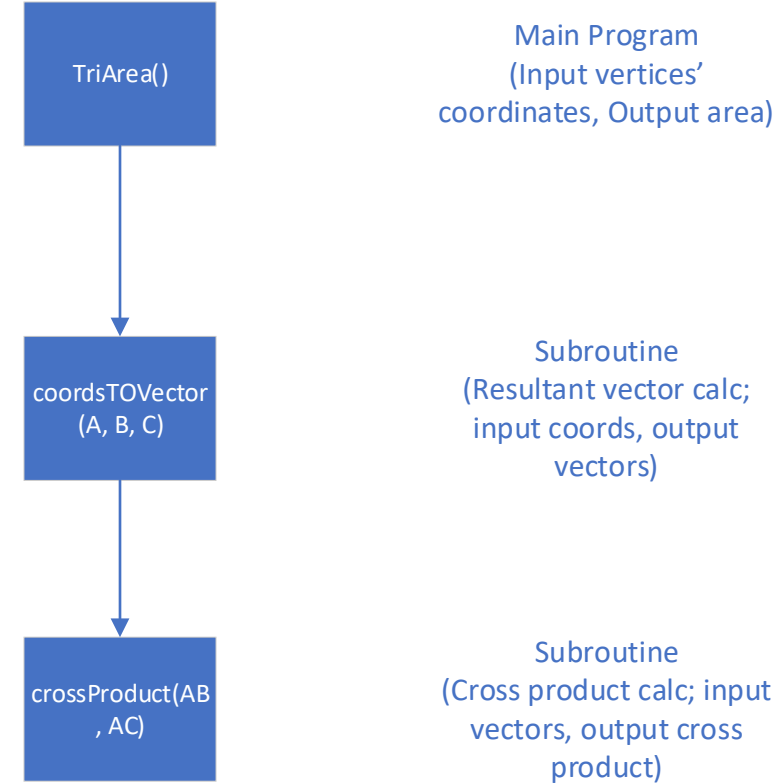 TriArea()
Main Program
(Input vertices’
coordinates, Output area)
coordsTOVector
(A, B, C)
Subroutine
(Resultant vector calc;
input coords, output
vectors)
crossProduct(AB
, AC)
Subroutine
(Cross product calc; input
vectors, output cross
product)